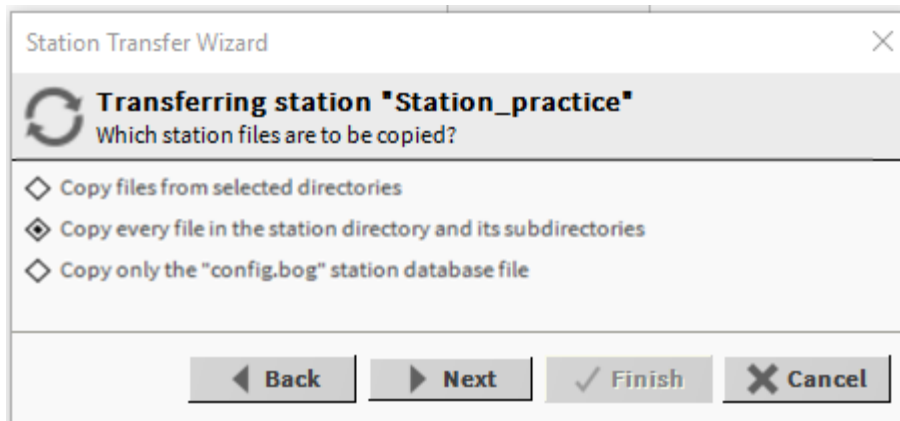 Station Transfer Wizard
Transferring station "Station_practice"
Which station files are to be copied?
Copy files from selected directories
Copy every file in the station directory and its subdirectories
Copy only the "config.bog" station database file
Back Next Finish Cancel